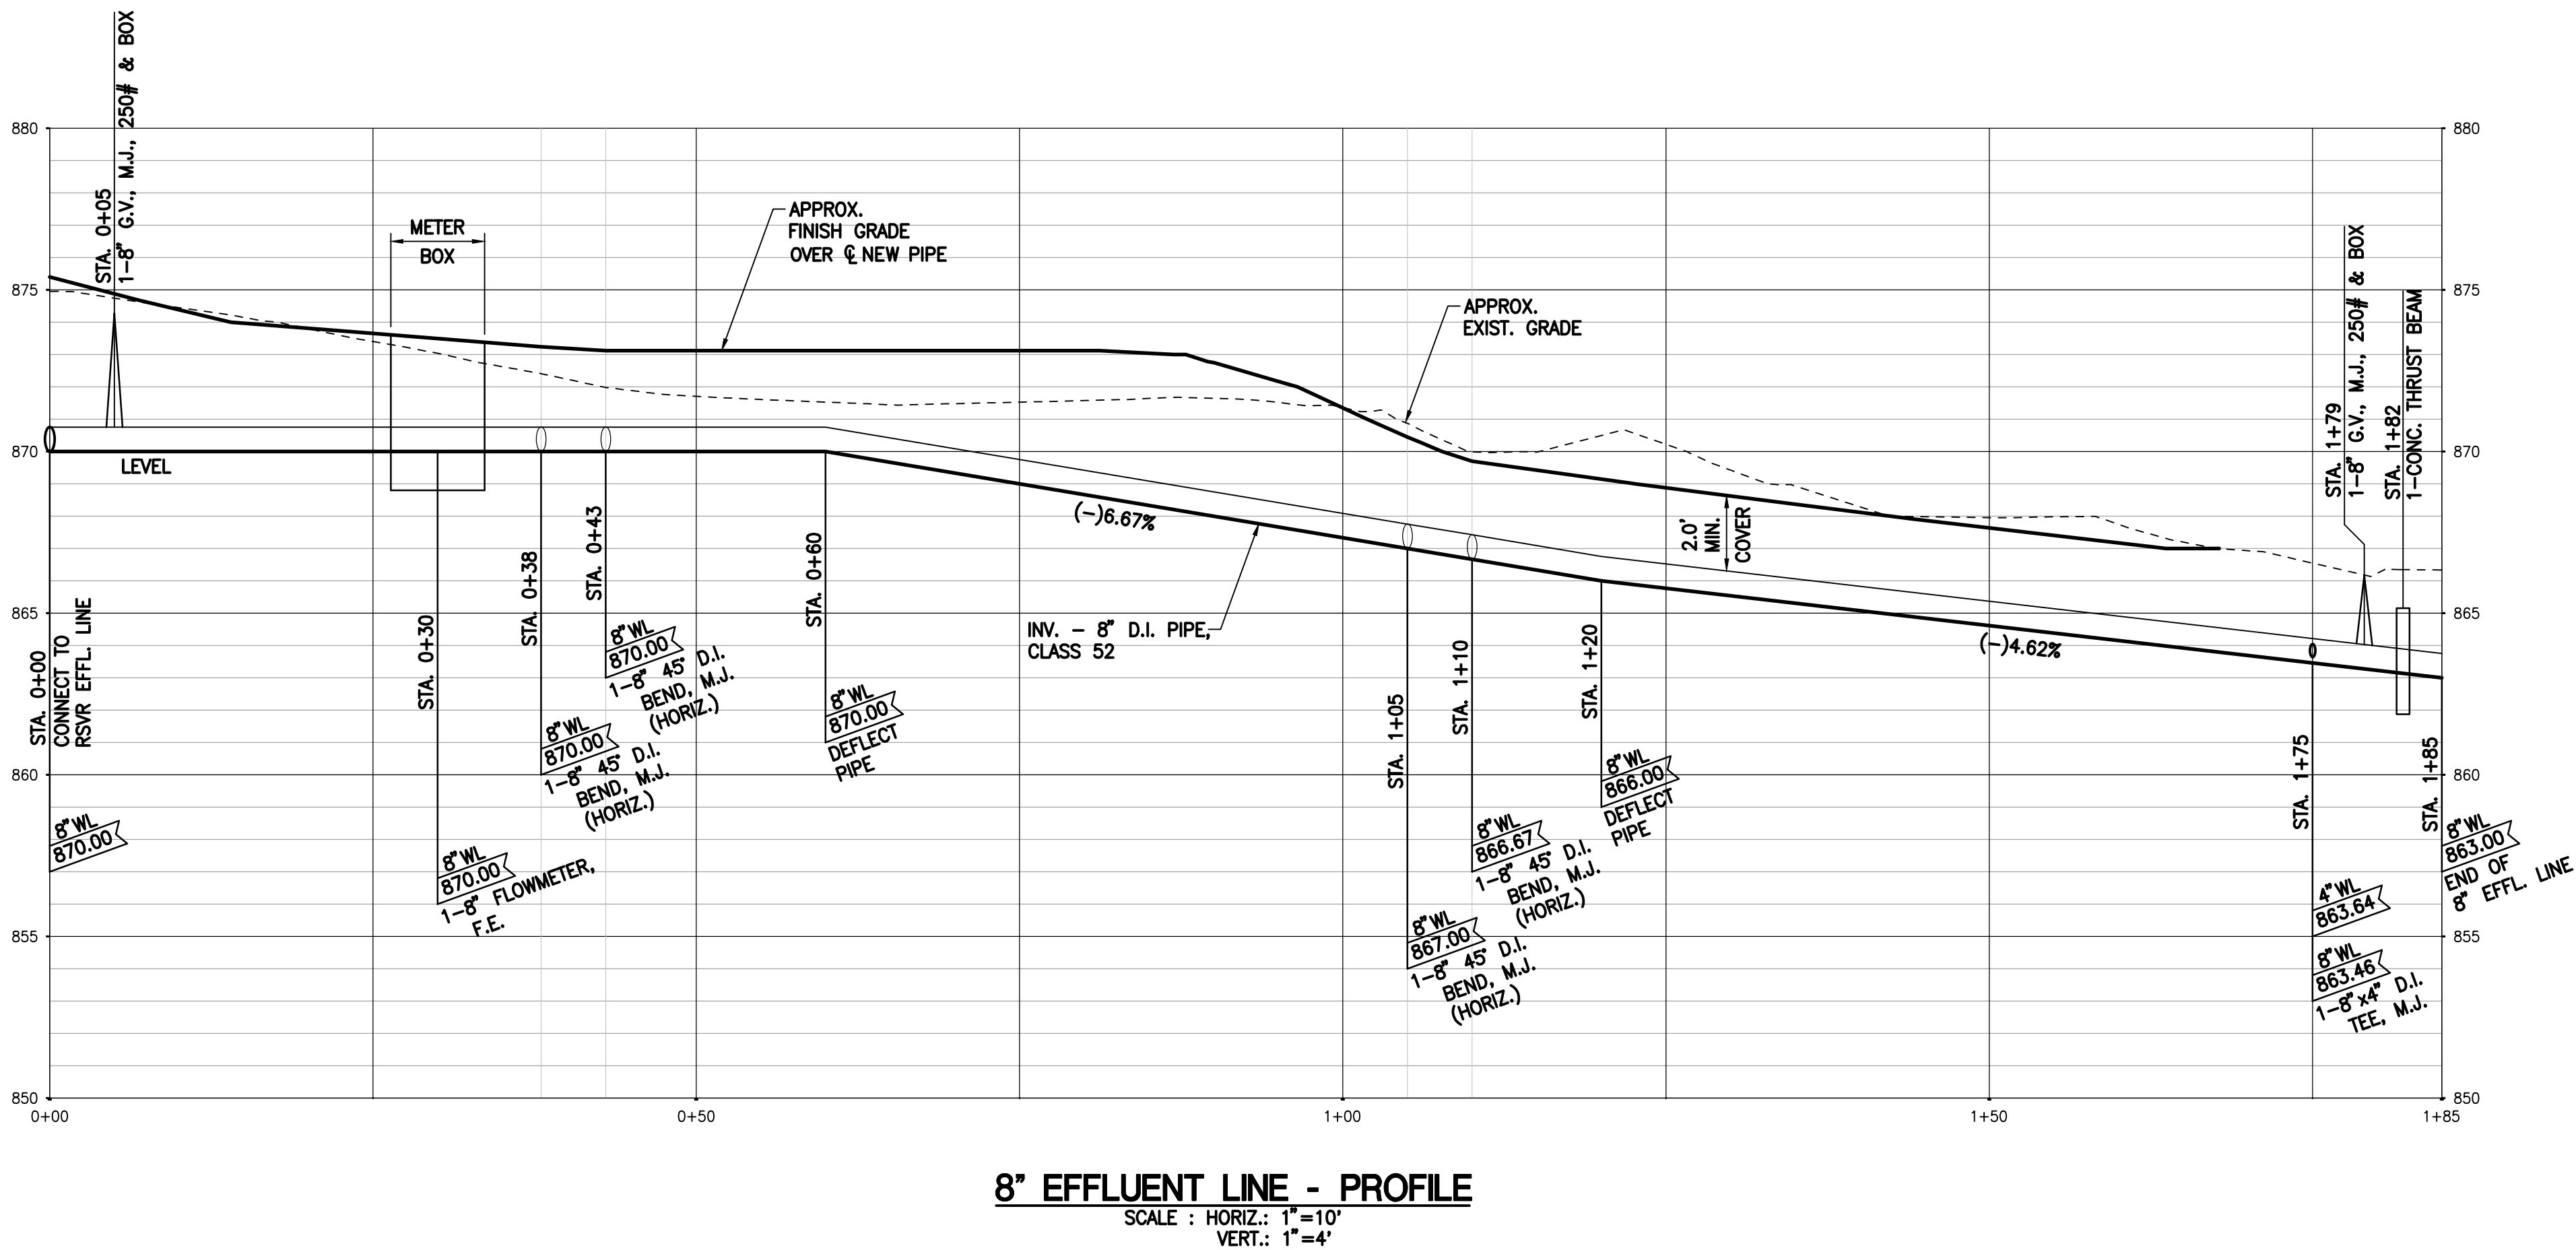 STA. 0+05
1-8" G.V., M.J., 250# & BOX
880
880
METER
BOX
APPROX.
FINISH GRADE
OVER ℄ NEW PIPE
875
875
APPROX.
EXIST. GRADE
STA. 1+79
1-8" G.V., M.J., 250# & BOX
STA. 1+82
1-CONC. THRUST BEAM
870
870
LEVEL
(-)6.67%
2.0'
MIN.
COVER
(-)4.62%
INV. - 8" D.I. PIPE,
CLASS 52
865
865
STA. 0+00
CONNECT TO
RSVR EFFL. LINE
8"WL
870.00
STA. 0+30
8"WL
870.00
1-8" FLOWMETER,
F.E.
STA. 0+38
8"WL
870.00
1-8" 45° D.I.
BEND, M.J.
(HORIZ.)
STA. 0+43
8"WL
870.00
1-8" 45° D.I.
BEND, M.J.
(HORIZ.)
STA. 0+60
8"WL
870.00
DEFLECT
PIPE
STA. 1+05
8"WL
867.00
1-8" 45° D.I.
BEND, M.J.
(HORIZ.)
STA. 1+10
8"WL
866.67
1-8" 45° D.I.
BEND, M.J.
(HORIZ.)
STA. 1+20
8"WL
866.00
DEFLECT
PIPE
STA. 1+75
4"WL
863.64
8"WL
863.46
1-8"x4" D.I.
TEE, M.J.
STA. 1+85
8"WL
863.00
END OF
8" EFFL. LINE
860
860
855
855
850
850
0+00
0+50
1+00
1+50
1+85
8" EFFLUENT LINE - PROFILE
SCALE : HORIZ.: 1"=10'
VERT.: 1"=4'